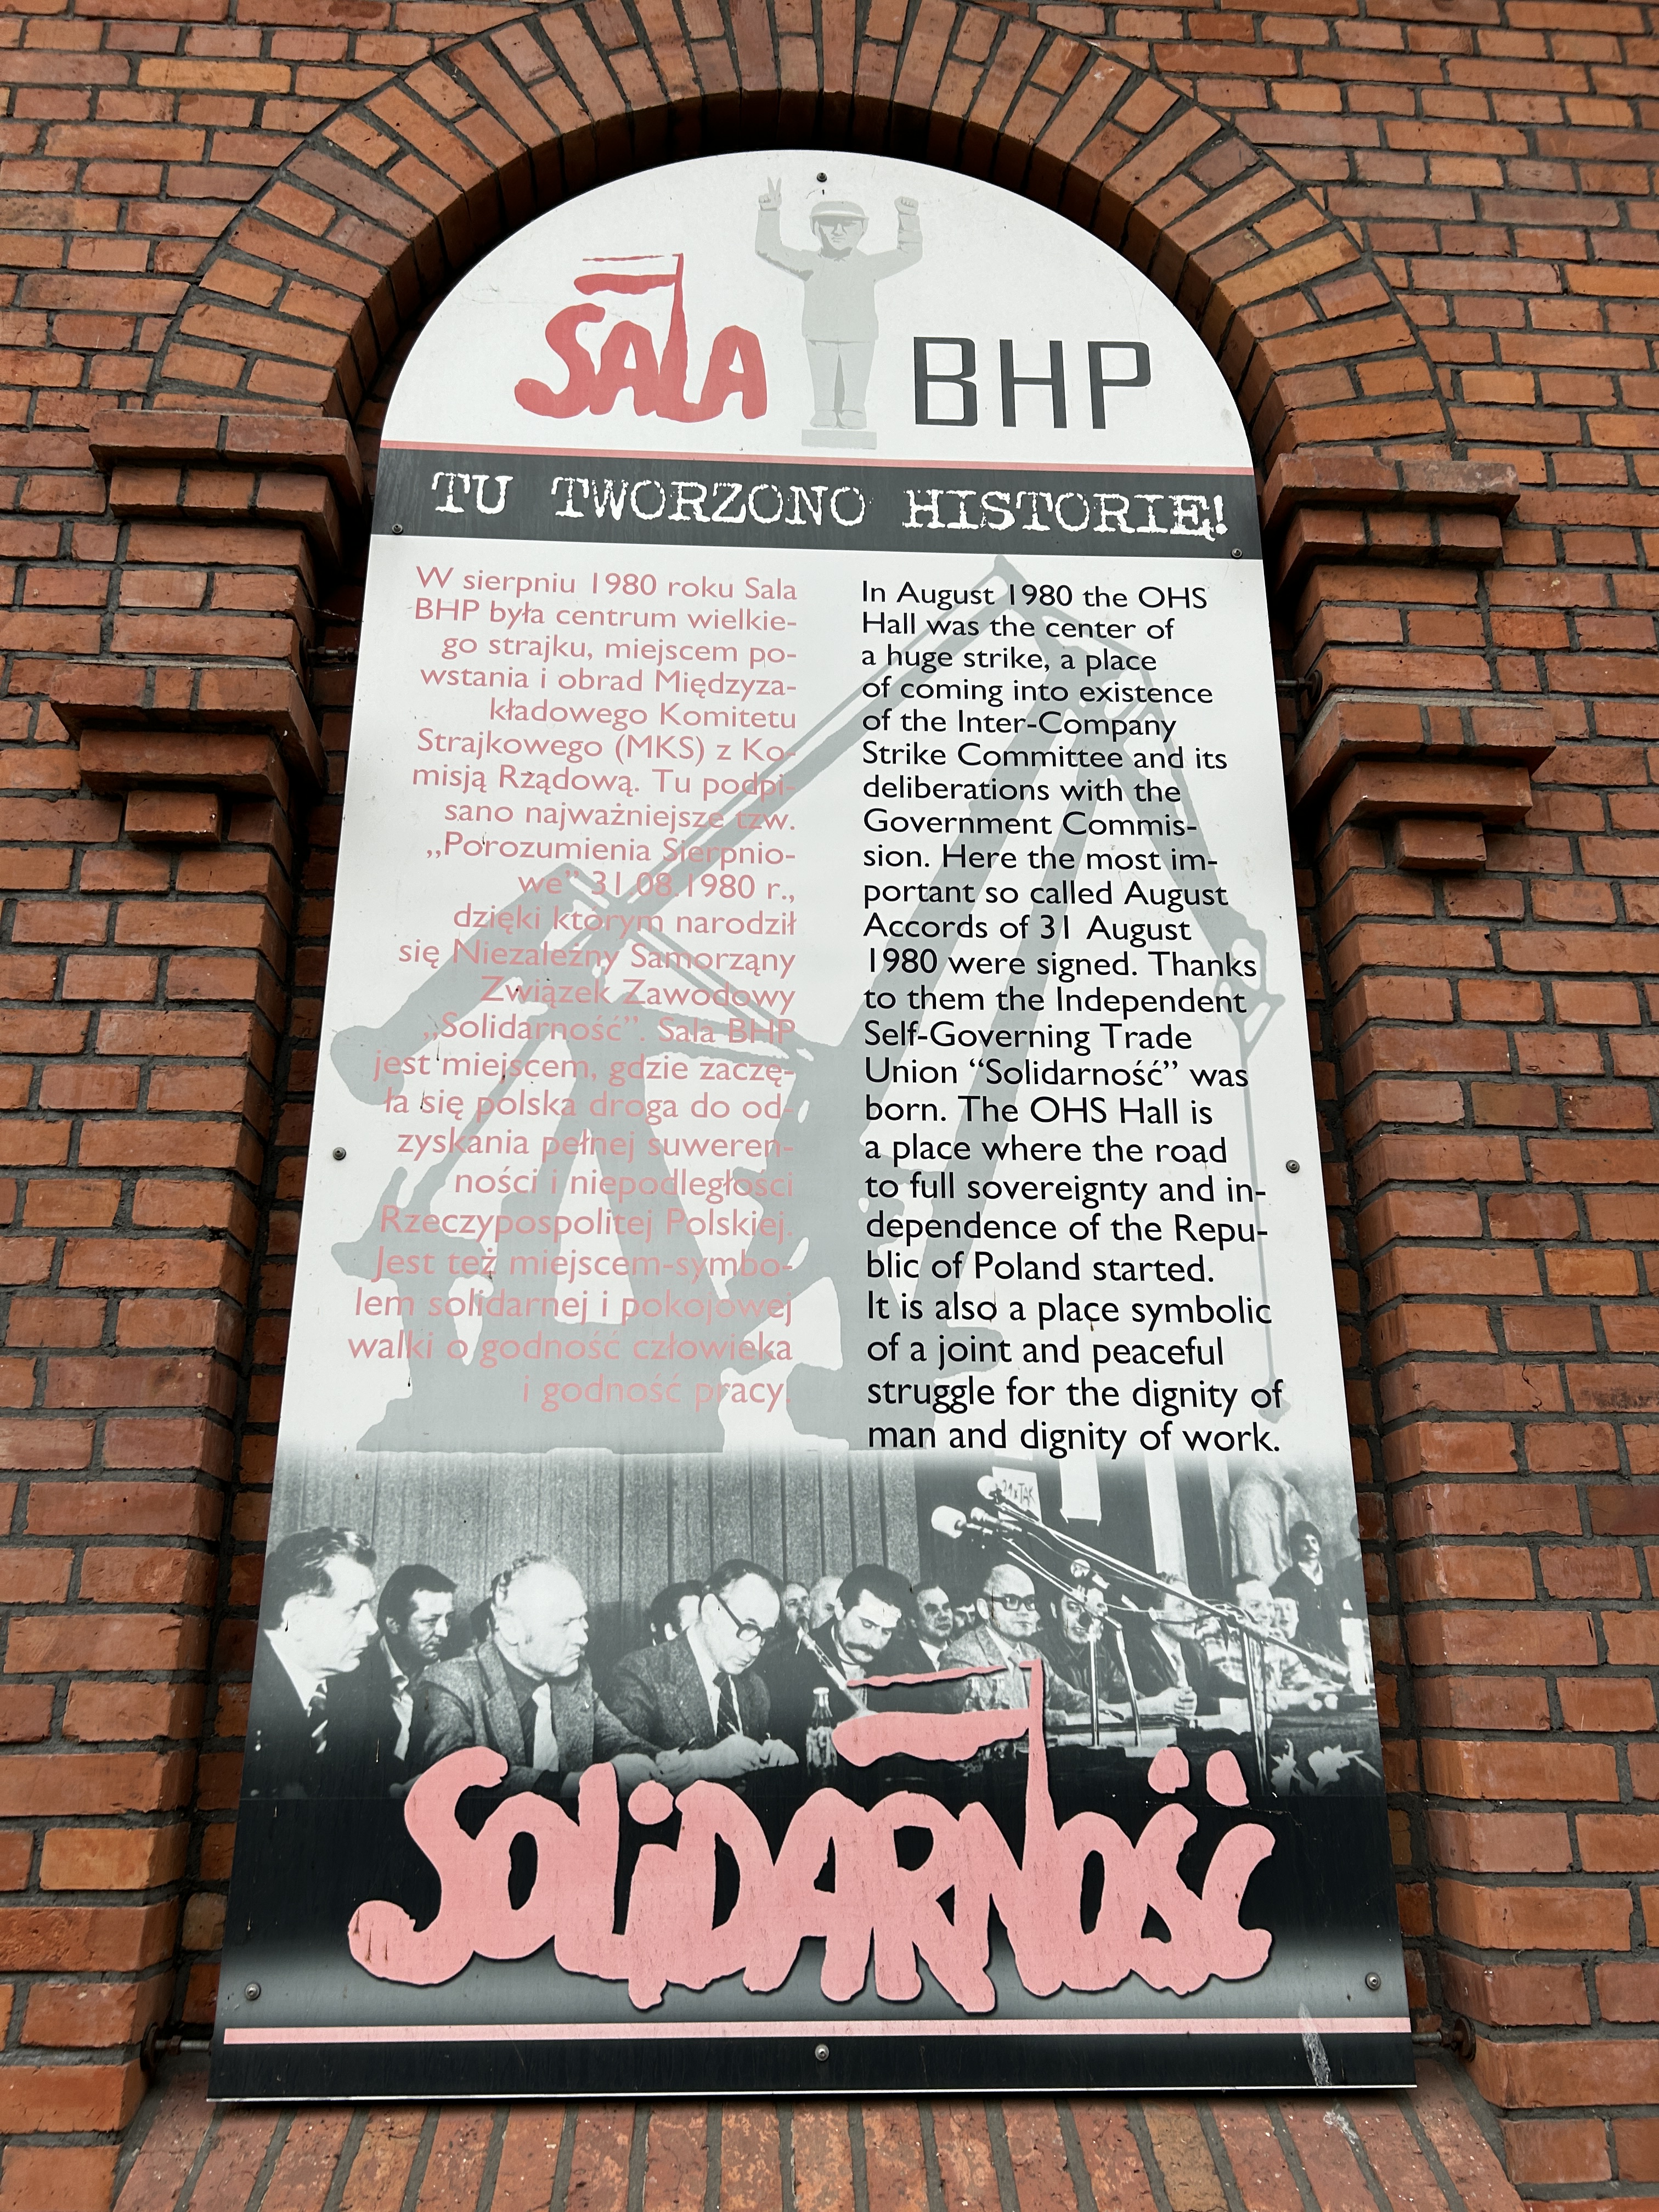 SALA BHP
TU TWORZONO HISTORIĘ!
W sierpniu 1980 roku Sala
BHP była centrum wielkie-
go strajku, miejscem po-
wstania i obrad Międzyza-
kładowego Komitetu
Strajkowego (MKS) z Ko-
misją Rządową. Tu podpi-
sano najważniejsze tzw.
„Porozumienia Sierpnio-
we” 31.08.1980 r.,
dzięki którym narodził
się Niezależny Samorząny
Związek Zawodowy
„Solidarność”. Sala BHP
jest miejscem, gdzie zaczę-
ła się polska droga do od-
zyskania pełnej suweren-
ności i niepodległości
Rzeczypospolitej Polskiej.
Jest też miejscem-symbo-
lem solidarnej i pokojowej
walki o godność człowieka
i godność pracy.
In August 1980 the OHS
Hall was the center of
a huge strike, a place
of coming into existence
of the Inter-Company
Strike Committee and its
deliberations with the
Government Commis-
sion. Here the most im-
portant so called August
Accords of 31 August
1980 were signed. Thanks
to them the Independent
Self-Governing Trade
Union “Solidarność” was
born. The OHS Hall is
a place where the road
to full sovereignty and in-
dependence of the Repu-
blic of Poland started.
It is also a place symbolic
of a joint and peaceful
struggle for the dignity of
man and dignity of work.
21xTAK
SOLIDARNOŚĆ